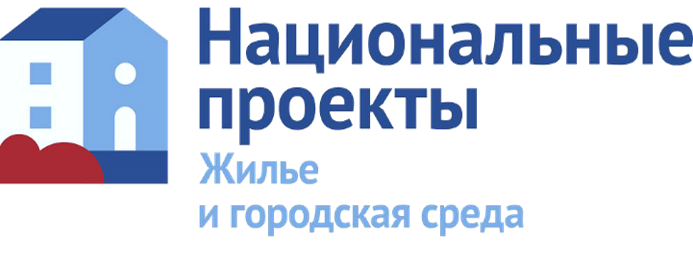 Национальные
проекты
Жилье
и городская среда